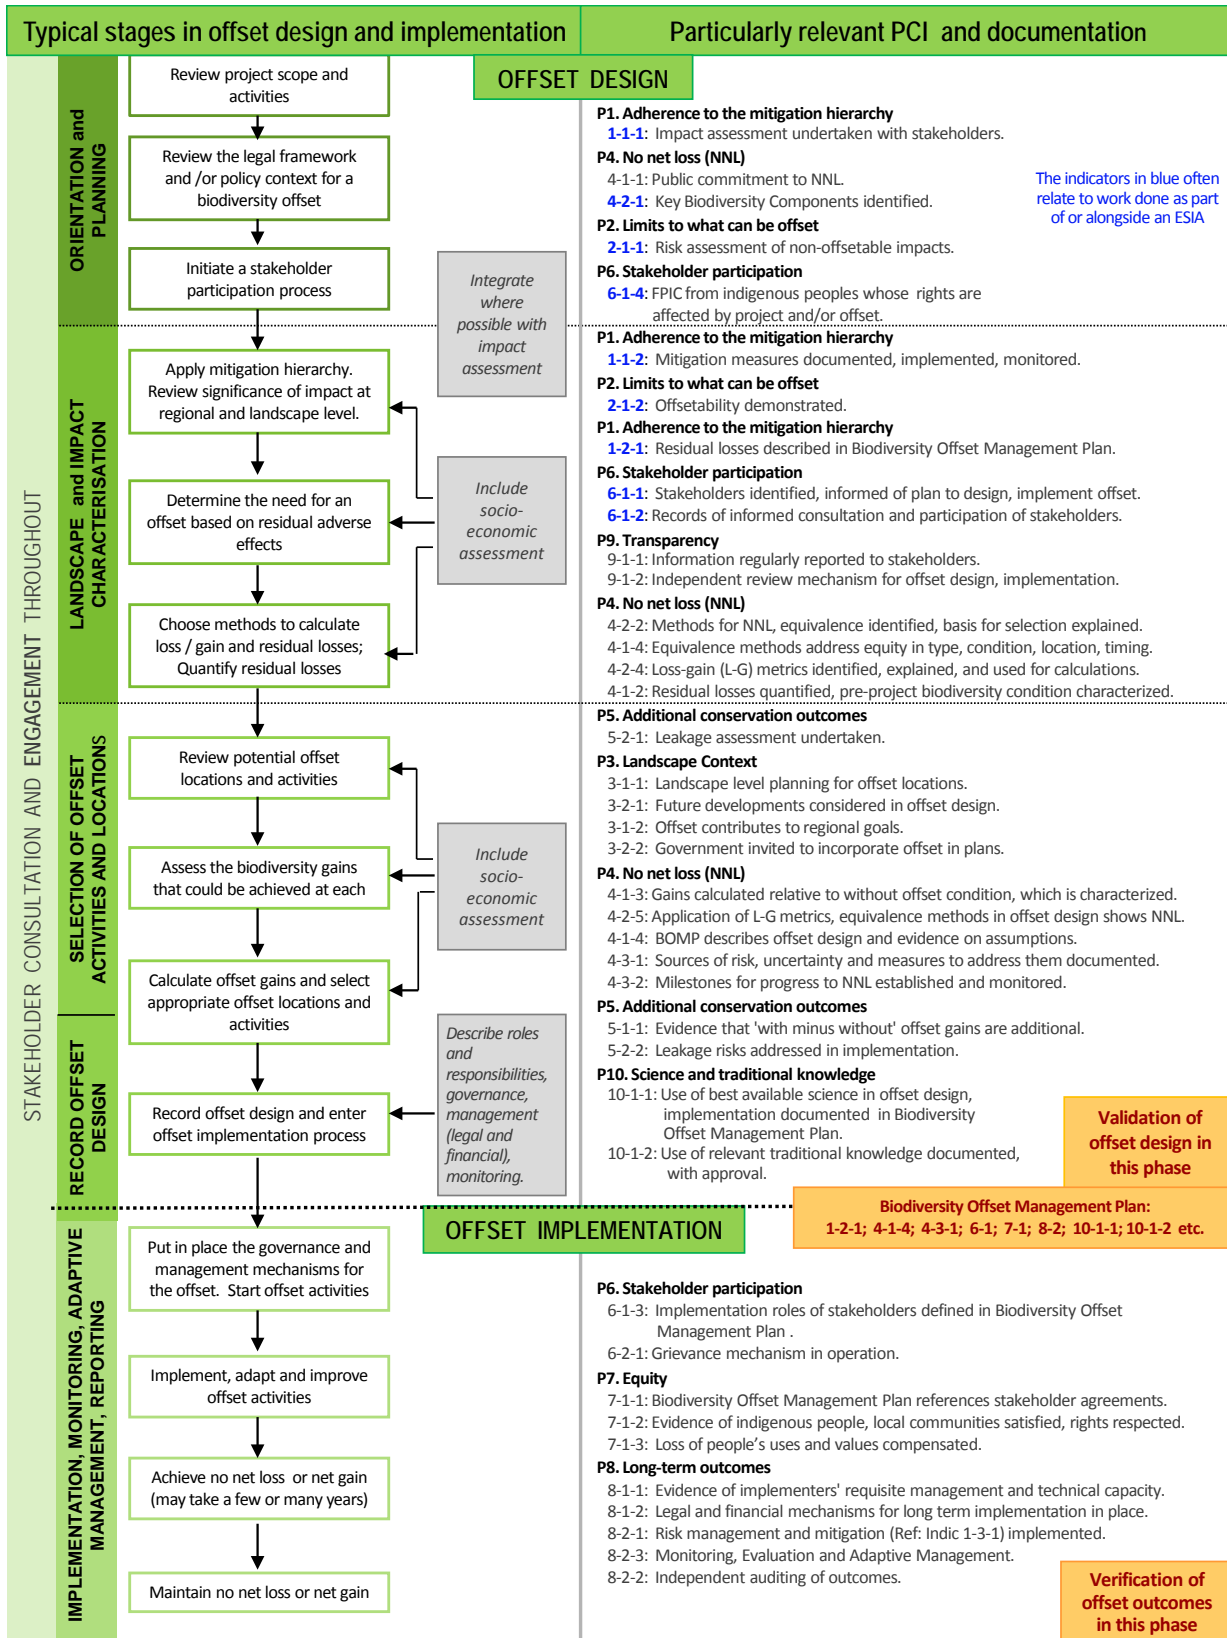 Typical stages in offset design and implementation
Particularly relevant PCI and documentation
OFFSET DESIGN
STAKEHOLDER CONSULTATION AND ENGAGEMENT THROUGHOUT
ORIENTATION and
PLANNING
Review project scope and
activities
Review the legal framework
and /or policy context for a
biodiversity offset
Initiate a stakeholder
participation process
Integrate
where
possible with
impact
assessment
P1. Adherence to the mitigation hierarchy
1-1-1: Impact assessment undertaken with stakeholders.
P4. No net loss (NNL)
4-1-1: Public commitment to NNL.
4-2-1: Key Biodiversity Components identified.
P2. Limits to what can be offset
2-1-1: Risk assessment of non-offsetable impacts.
P6. Stakeholder participation
6-1-4: FPIC from indigenous peoples whose rights are
affected by project and/or offset.
The indicators in blue often
relate to work done as part
of or alongside an ESIA
LANDSCAPE and IMPACT
CHARACTERISATION
Apply mitigation hierarchy.
Review significance of impact at
regional and landscape level.
Determine the need for an
offset based on residual adverse
effects
Choose methods to calculate
loss / gain and residual losses;
Quantify residual losses
Include
socio-
economic
assessment
P1. Adherence to the mitigation hierarchy
1-1-2: Mitigation measures documented, implemented, monitored.
P2. Limits to what can be offset
2-1-2: Offsetability demonstrated.
P1. Adherence to the mitigation hierarchy
1-2-1: Residual losses described in Biodiversity Offset Management Plan.
P6. Stakeholder participation
6-1-1: Stakeholders identified, informed of plan to design, implement offset.
6-1-2: Records of informed consultation and participation of stakeholders.
P9. Transparency
9-1-1: Information regularly reported to stakeholders.
9-1-2: Independent review mechanism for offset design, implementation.
P4. No net loss (NNL)
4-2-2: Methods for NNL, equivalence identified, basis for selection explained.
4-1-4: Equivalence methods address equity in type, condition, location, timing.
4-2-4: Loss-gain (L-G) metrics identified, explained, and used for calculations.
4-1-2: Residual losses quantified, pre-project biodiversity condition characterized.
SELECTION OF OFFSET
ACTIVITIES AND LOCATIONS
Review potential offset
locations and activities
Assess the biodiversity gains
that could be achieved at each
Calculate offset gains and select
appropriate offset locations and
activities
Include
socio-
economic
assessment
P5. Additional conservation outcomes
5-2-1: Leakage assessment undertaken.
P3. Landscape Context
3-1-1: Landscape level planning for offset locations.
3-2-1: Future developments considered in offset design.
3-1-2: Offset contributes to regional goals.
3-2-2: Government invited to incorporate offset in plans.
P4. No net loss (NNL)
4-1-3: Gains calculated relative to without offset condition, which is characterized.
4-2-5: Application of L-G metrics, equivalence methods in offset design shows NNL.
4-1-4: BOMP describes offset design and evidence on assumptions.
4-3-1: Sources of risk, uncertainty and measures to address them documented.
4-3-2: Milestones for progress to NNL established and monitored.
P5. Additional conservation outcomes
5-1-1: Evidence that 'with minus without' offset gains are additional.
5-2-2: Leakage risks addressed in implementation.
RECORD OFFSET
DESIGN
Record offset design and enter
offset implementation process
Describe roles
and
responsibilities,
governance,
management
(legal and
financial),
monitoring.
P10. Science and traditional knowledge
10-1-1: Use of best available science in offset design,
implementation documented in Biodiversity
Offset Management Plan.
10-1-2: Use of relevant traditional knowledge documented,
with approval.
Validation of
offset design in
this phase
Biodiversity Offset Management Plan:
1-2-1; 4-1-4; 4-3-1; 6-1; 7-1; 8-2; 10-1-1; 10-1-2 etc.
OFFSET IMPLEMENTATION
IMPLEMENTATION, MONITORING, ADAPTIVE
MANAGEMENT, REPORTING
Put in place the governance and
management mechanisms for
the offset. Start offset activities
Implement, adapt and improve
offset activities
Achieve no net loss or net gain
(may take a few or many years)
Maintain no net loss or net gain
P6. Stakeholder participation
6-1-3: Implementation roles of stakeholders defined in Biodiversity Offset
Management Plan .
6-2-1: Grievance mechanism in operation.
P7. Equity
7-1-1: Biodiversity Offset Management Plan references stakeholder agreements.
7-1-2: Evidence of indigenous people, local communities satisfied, rights respected.
7-1-3: Loss of people's uses and values compensated.
P8. Long-term outcomes
8-1-1: Evidence of implementers' requisite management and technical capacity.
8-1-2: Legal and financial mechanisms for long term implementation in place.
8-2-1: Risk management and mitigation (Ref: Indic 1-3-1) implemented.
8-2-3: Monitoring, Evaluation and Adaptive Management.
8-2-2: Independent auditing of outcomes.
Verification of
offset outcomes
in this phase